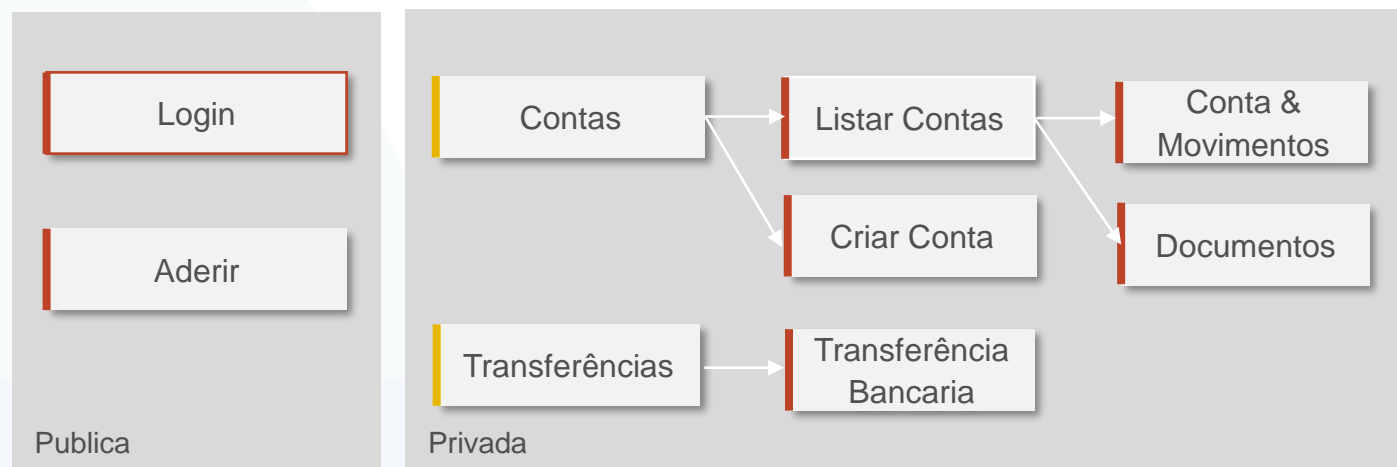 Login
Aderir
Publica
Contas
Listar Contas
Conta &
Movimentos
Criar Conta
Documentos
Transferências
Transferência
Bancaria
Privada